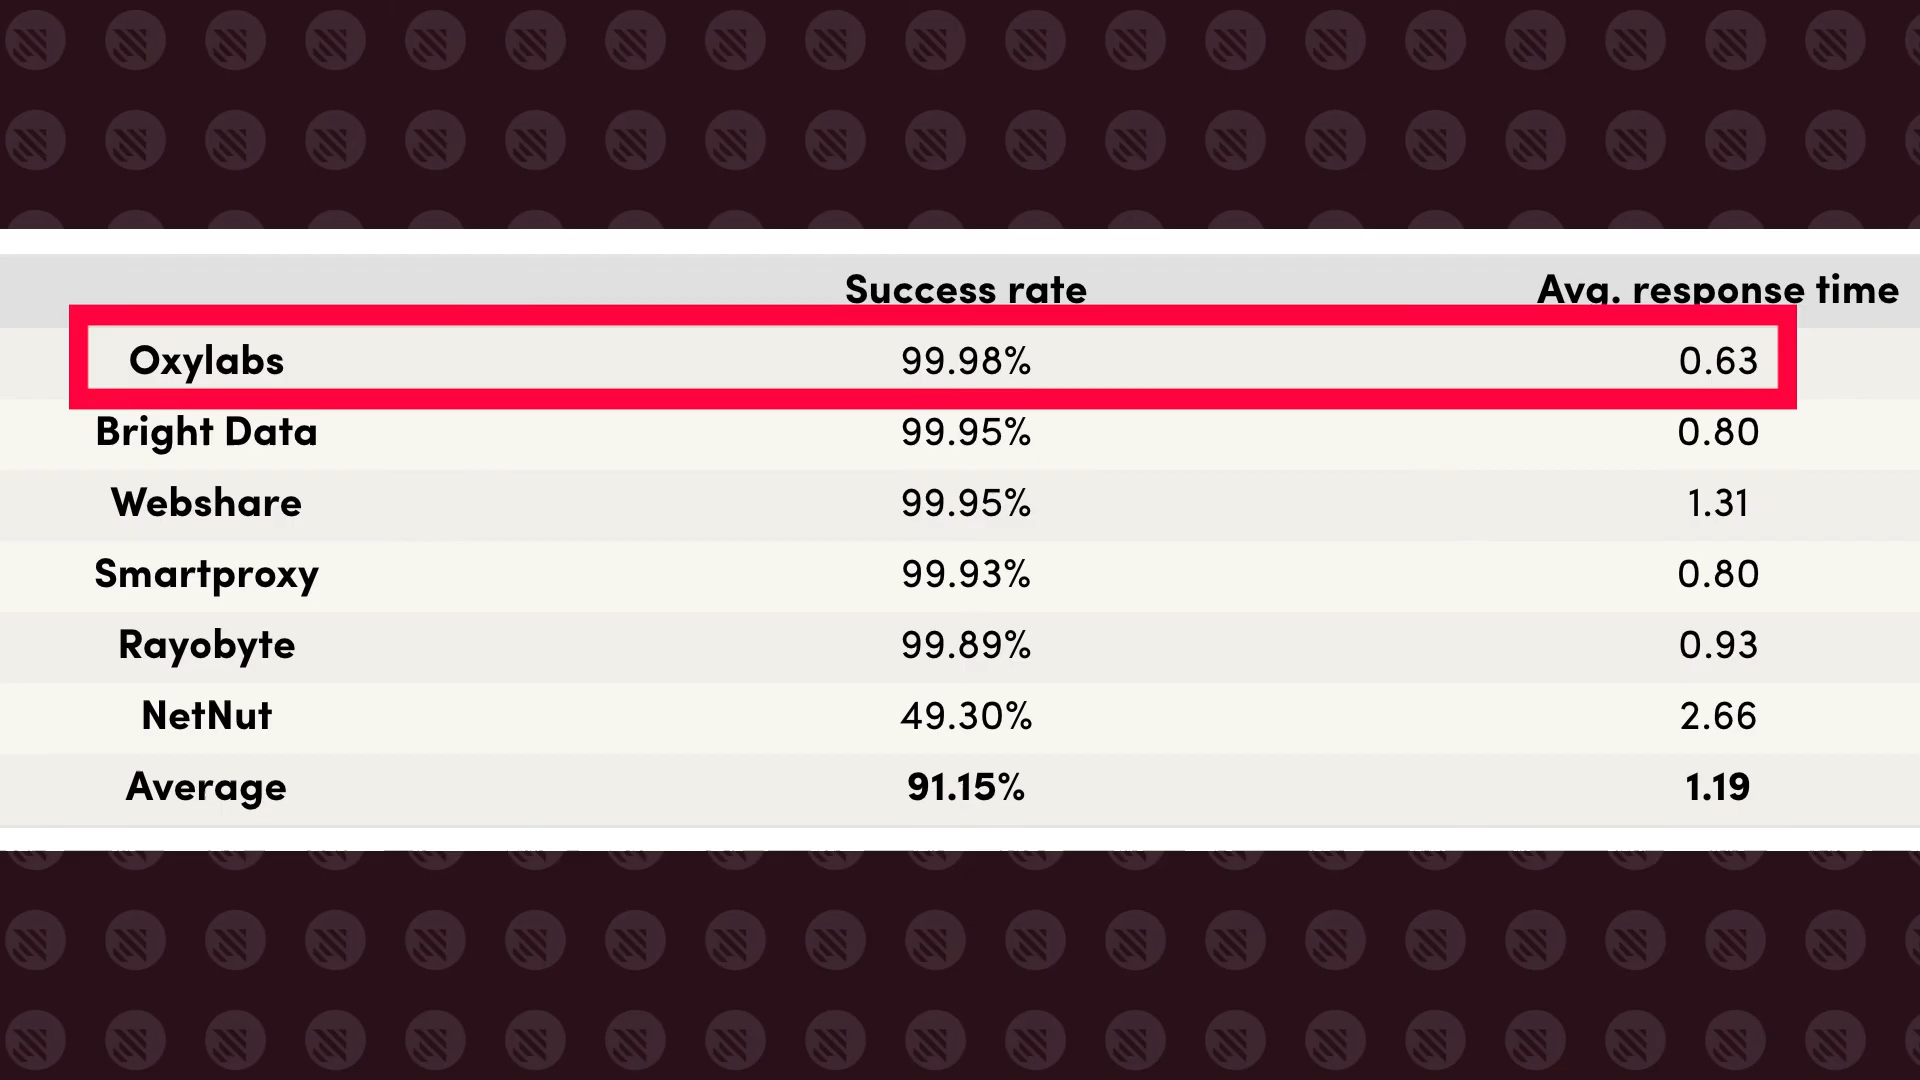 Success rate Avg. response time
Oxylabs 99.98% 0.63
Bright Data 99.95% 0.80
Webshare 99.95% 1.31
Smartproxy 99.93% 0.80
Rayobyte 99.89% 0.93
NetNut 49.30% 2.66
Average 91.15% 1.19